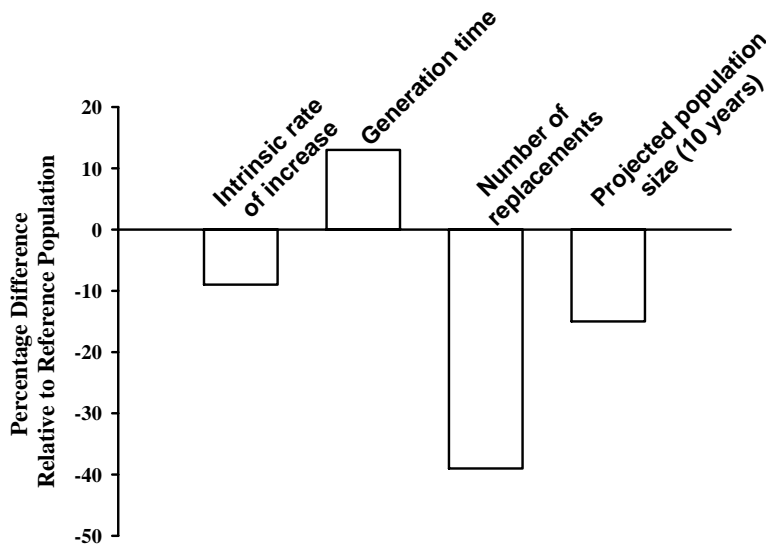 Percentage Difference
Relative to Reference Population
20
10
0
-10
-20
-30
-40
-50
Intrinsic rate
of increase
Generation time
Number of
replacements
Projected population
size (10 years)